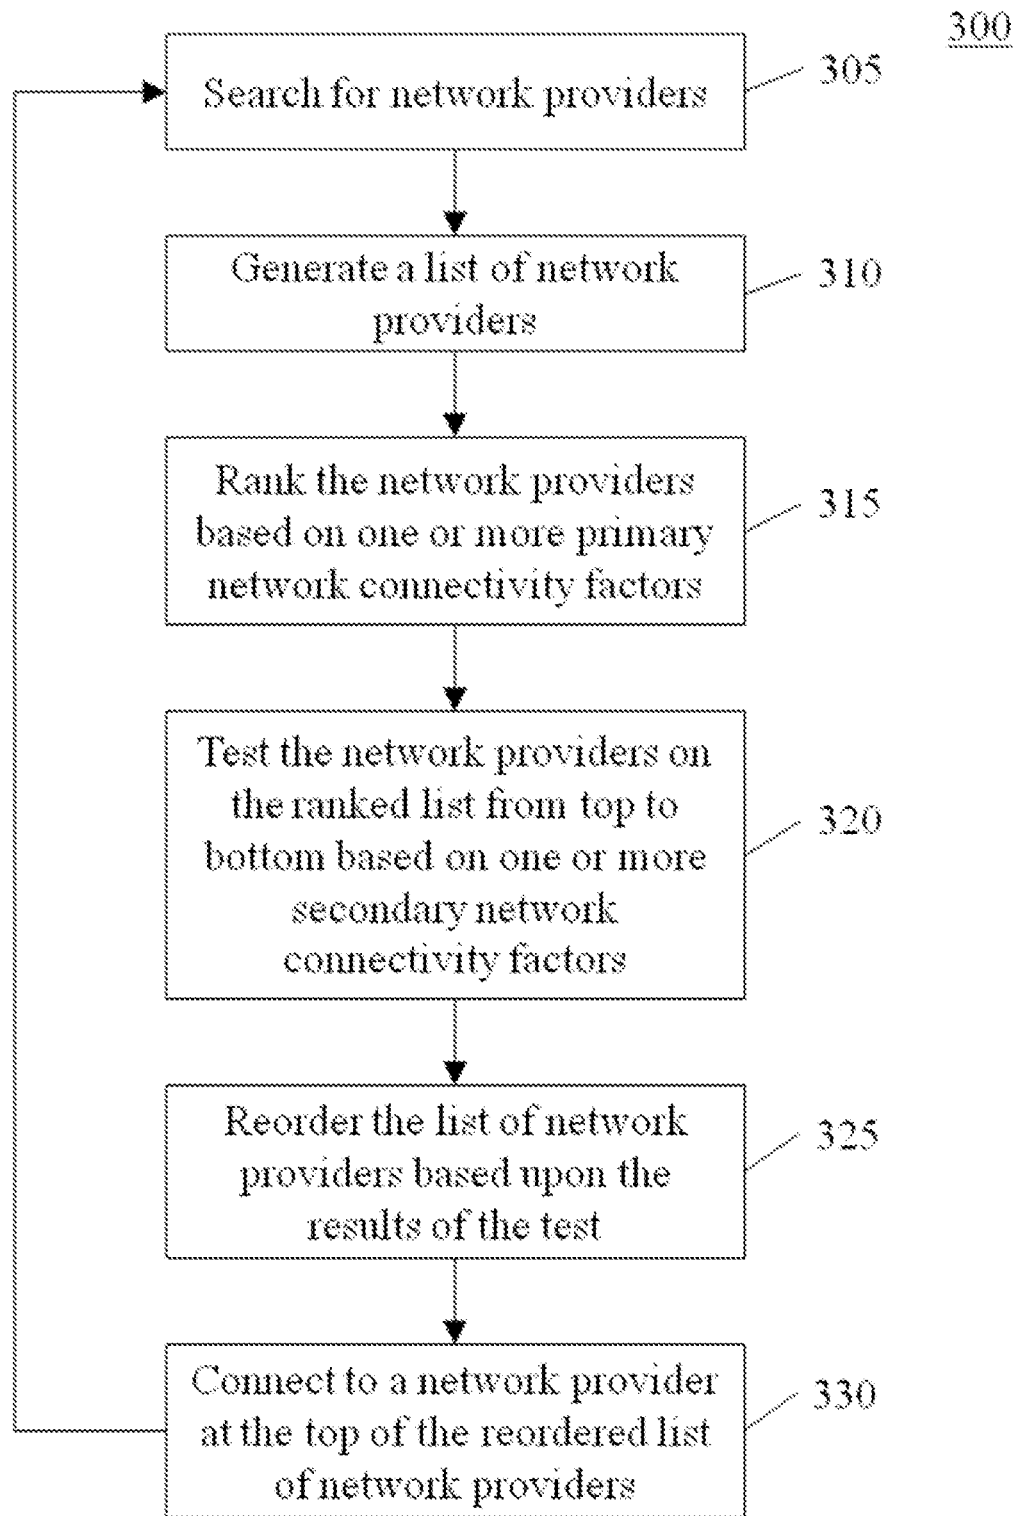 300
Search for network providers
305
Generate a list of network
providers
310
Rank the network providers
based on one or more primary
network connectivity factors
315
Test the network providers on
the ranked list from top to
bottom based on one or more
secondary network
connectivity factors
320
Reorder the list of network
providers based upon the
results of the test
325
Connect to a network provider
at the top of the reordered list
of network providers
330